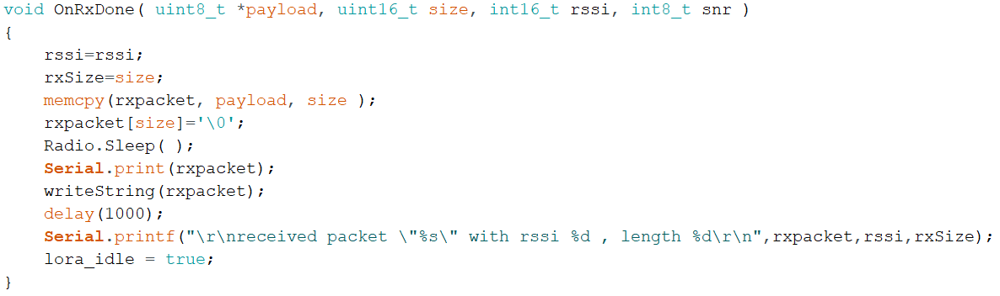 void OnRxDone( uint8_t *payload, uint16_t size, int16_t rssi, int8_t snr )
{
    rssi=rssi;
    rxSize=size;
    memcpy(rxpacket, payload, size );
    rxpacket[size]='\0';
    Radio.Sleep( );
    Serial.print(rxpacket);
    writeString(rxpacket);
    delay(1000);
    Serial.printf("\r\nreceived packet \"%s\" with rssi %d , length %d\r\n",rxpacket,rssi,rxSize);
    lora_idle = true;
}